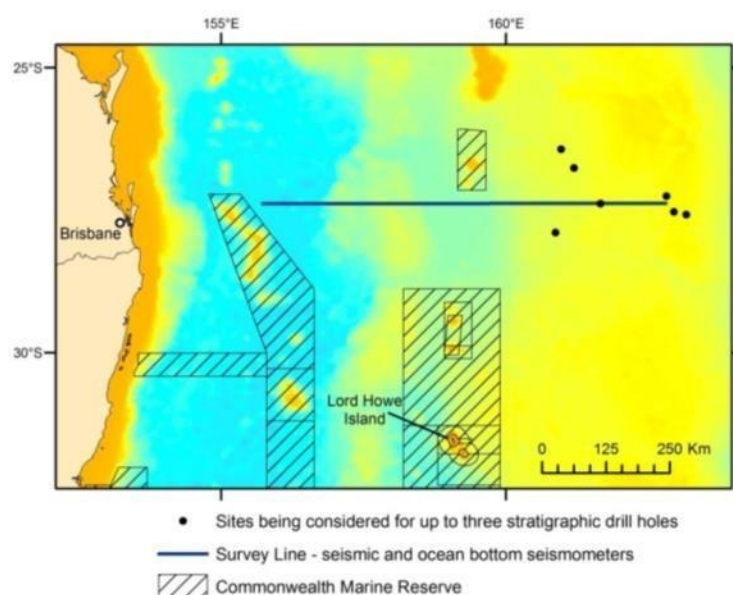 155°E 160°E
25°S
Brisbane
30°S
Lord Howe
Island
0 125 250 Km
Sites being considered for up to three stratigraphic drill holes
Survey Line - seismic and ocean bottom seismometers
Commonwealth Marine Reserve